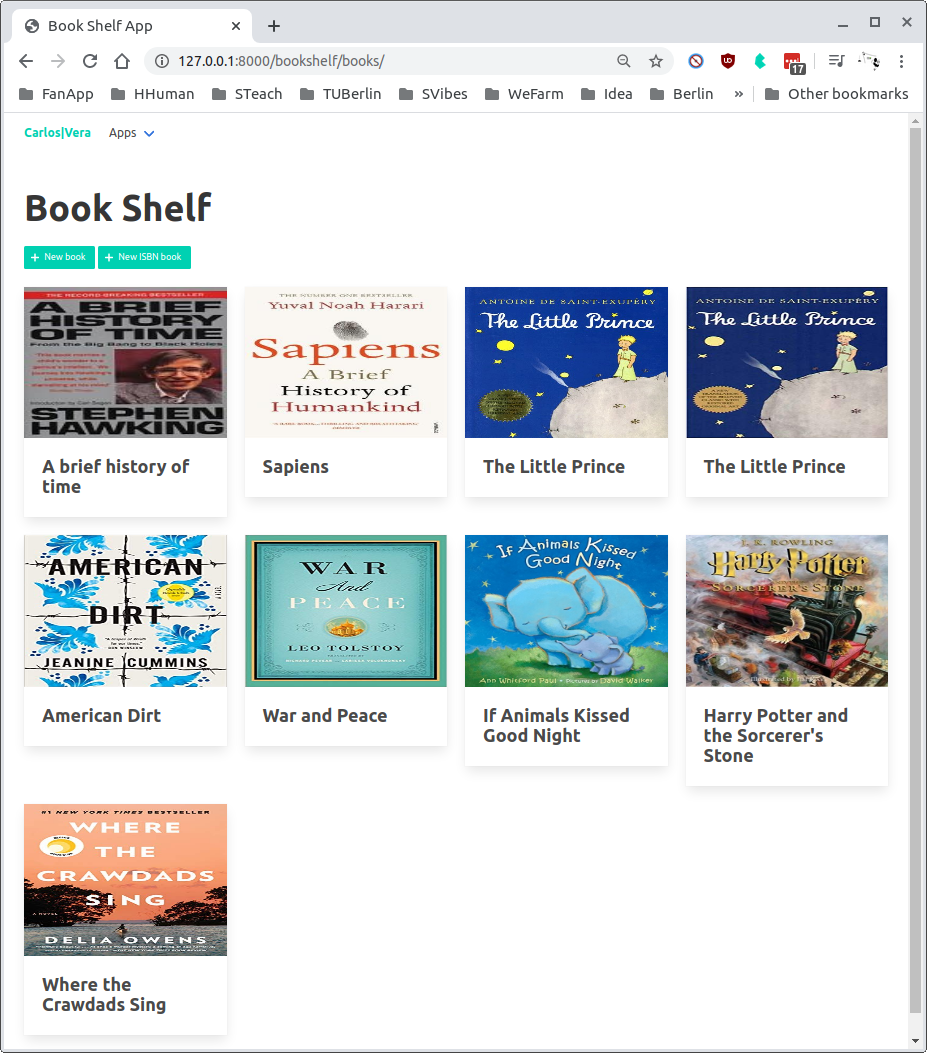 Book Shelf App
127.0.0.1:8000/bookshelf/books/
17
FanApp HHuman STeach TUBerlin SVibes WeFarm Idea Berlin » Other bookmarks
Carlos|Vera Apps
Book Shelf
+ New book + New ISBN book
THE RECORD-BREAKING BESTSELLER
A BRIEF
HISTORY
OF TIME
From the Big Bang to Black Holes
Introduction by Carl Sagan
STEPHEN
HAWKING
THE NUMBER ONE BESTSELLER
Yuval Noah Harari
Sapiens
A Brief
History of
Humankind
ANTOINE DE SAINT-EXUPÉRY
The Little Prince
ANTOINE DE SAINT-EXUPÉRY
The Little Prince
A brief history of
time
Sapiens
The Little Prince
The Little Prince
AMERICAN
DIRT
JEANINE CUMMINS
WAR
And
PEACE
LEO TOLSTOY
If Animals Kissed
Good Night
Ann Whitford Paul • Pictures by David Walker
J. K. ROWLING
Harry Potter
SORCERER'S STONE
American Dirt
War and Peace
If Animals Kissed
Good Night
Harry Potter and
the Sorcerer's
Stone
#1 NEW YORK TIMES BESTSELLER
WHERE
THE
CRAWDADS
SING
A NOVEL
DELIA OWENS
Where the
Crawdads Sing